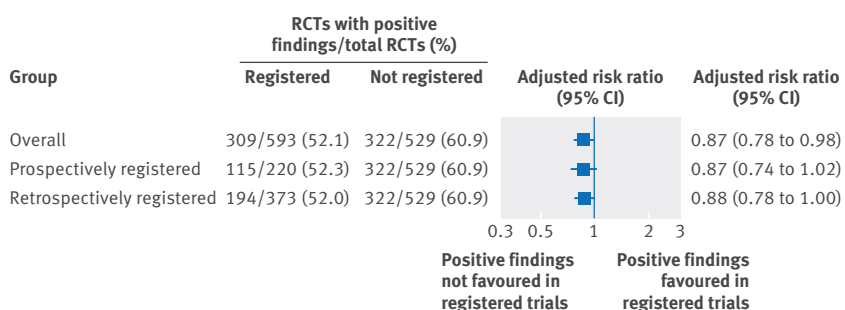 RCTs with positive
findings/total RCTs (%)
Group Registered Not registered Adjusted risk ratio (95% CI) Adjusted risk ratio (95% CI)
Overall 309/593 (52.1) 322/529 (60.9) 0.87 (0.78 to 0.98)
Prospectively registered 115/220 (52.3) 322/529 (60.9) 0.87 (0.74 to 1.02)
Retrospectively registered 194/373 (52.0) 322/529 (60.9) 0.88 (0.78 to 1.00)
0.3 0.5 1 2 3
Positive findings
not favoured in
registered trials
Positive findings
favoured in
registered trials